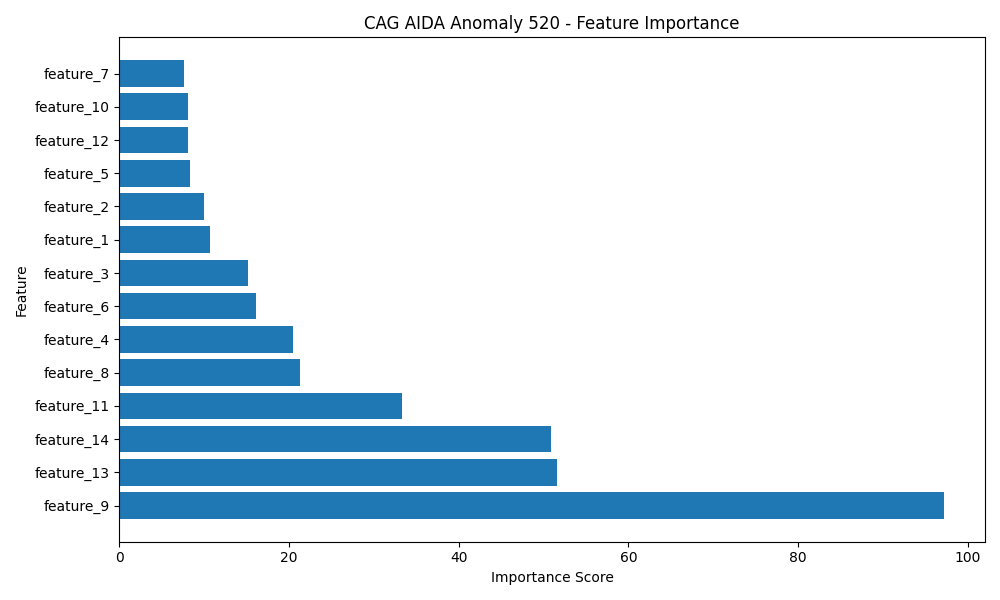 CAG AIDA Anomaly 520 - Feature Importance
feature_7
feature_10
feature_12
feature_5
feature_2
feature_1
feature_3
feature_6
feature_4
feature_8
feature_11
feature_14
feature_13
feature_9
Feature
0 20 40 60 80 100
Importance Score